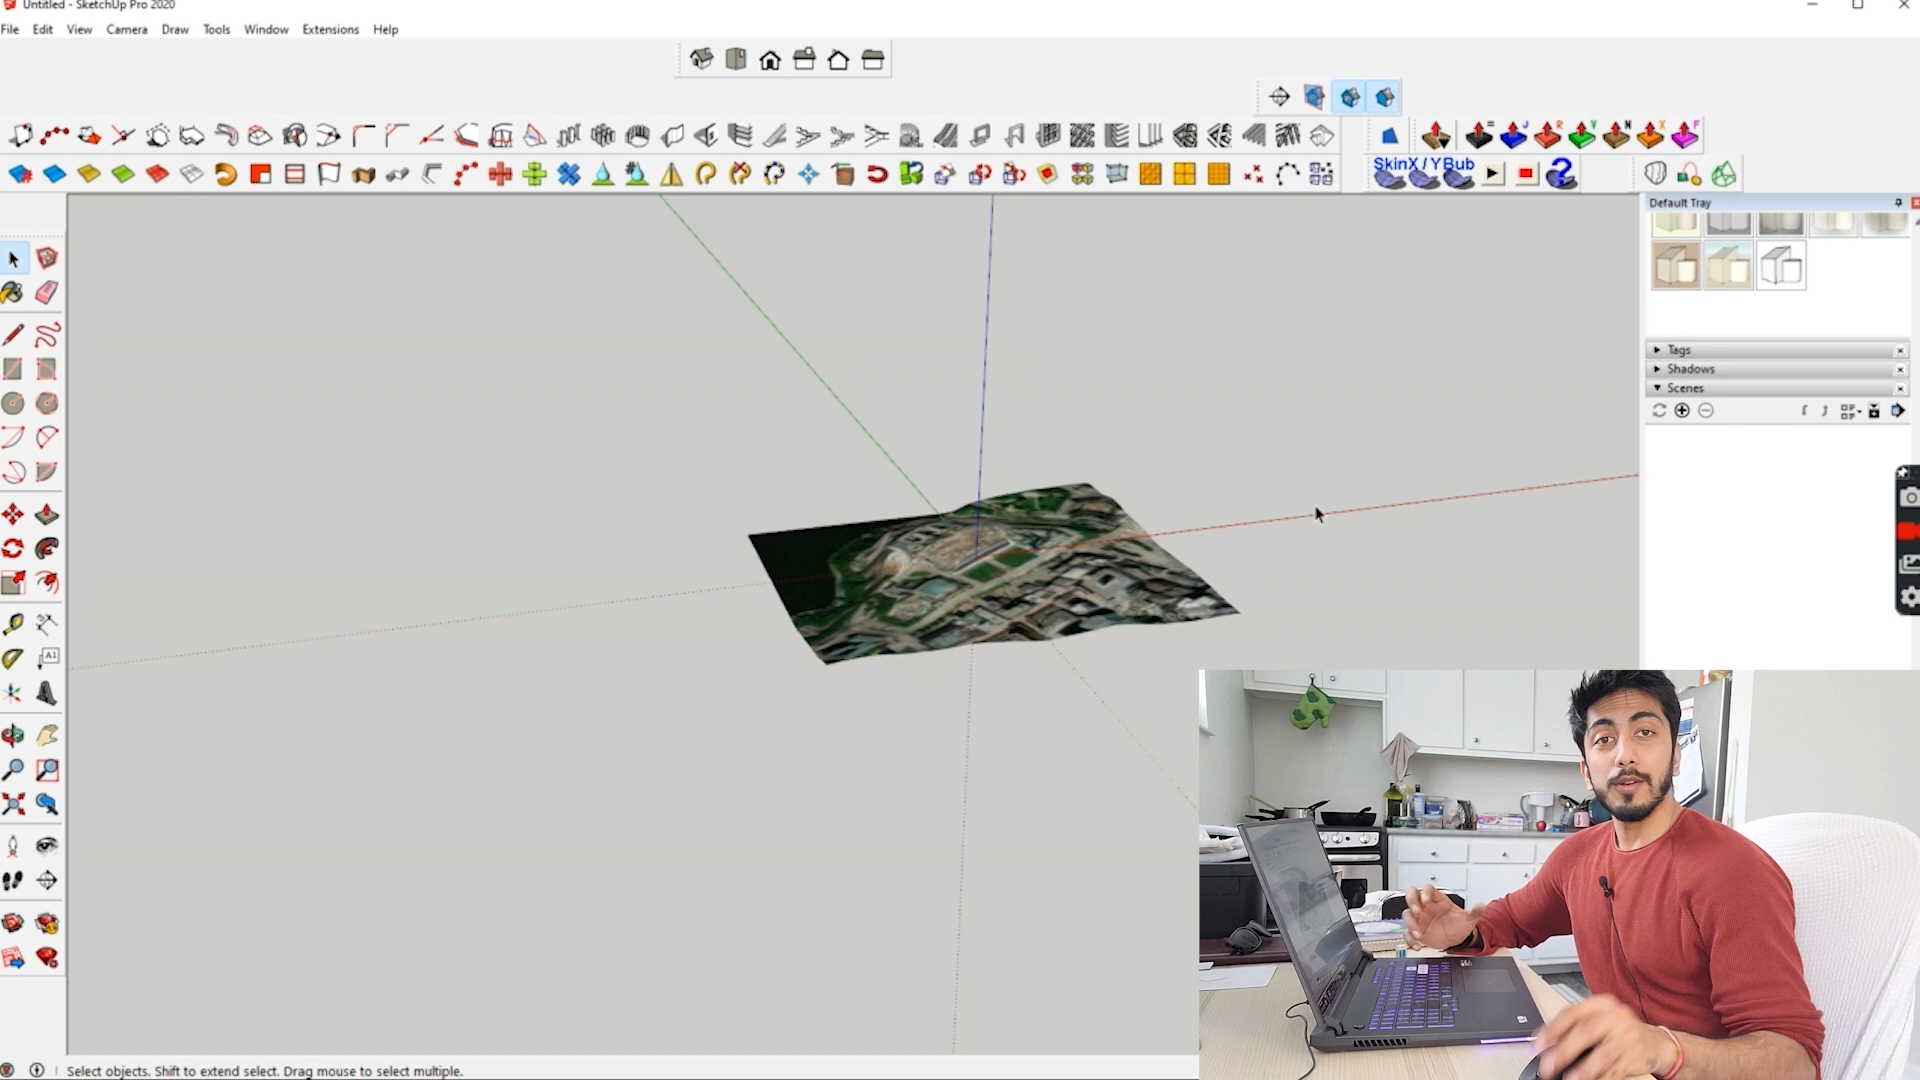 Untitled - SketchUp Pro 2020
File Edit View Camera Draw Tools Window Extensions Help
= J R V N X F
SkinX / YBub
Default Tray
Tags
Shadows
Scenes
A1
Select objects. Shift to extend select. Drag mouse to select multiple.